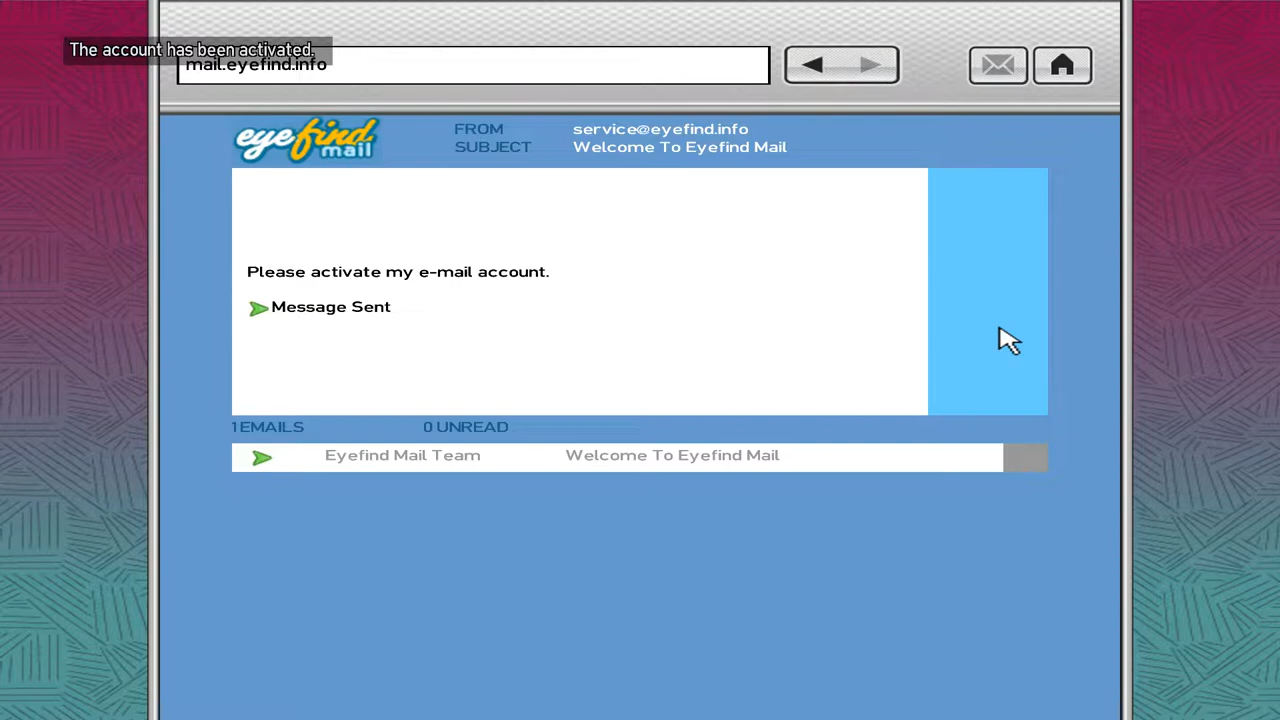 The account has been activated.
mail.eyefind.info
eyefind mail
FROM service@eyefind.info
SUBJECT Welcome To Eyefind Mail
Please activate my e-mail account.
Message Sent
1 EMAILS 0 UNREAD
Eyefind Mail Team Welcome To Eyefind Mail